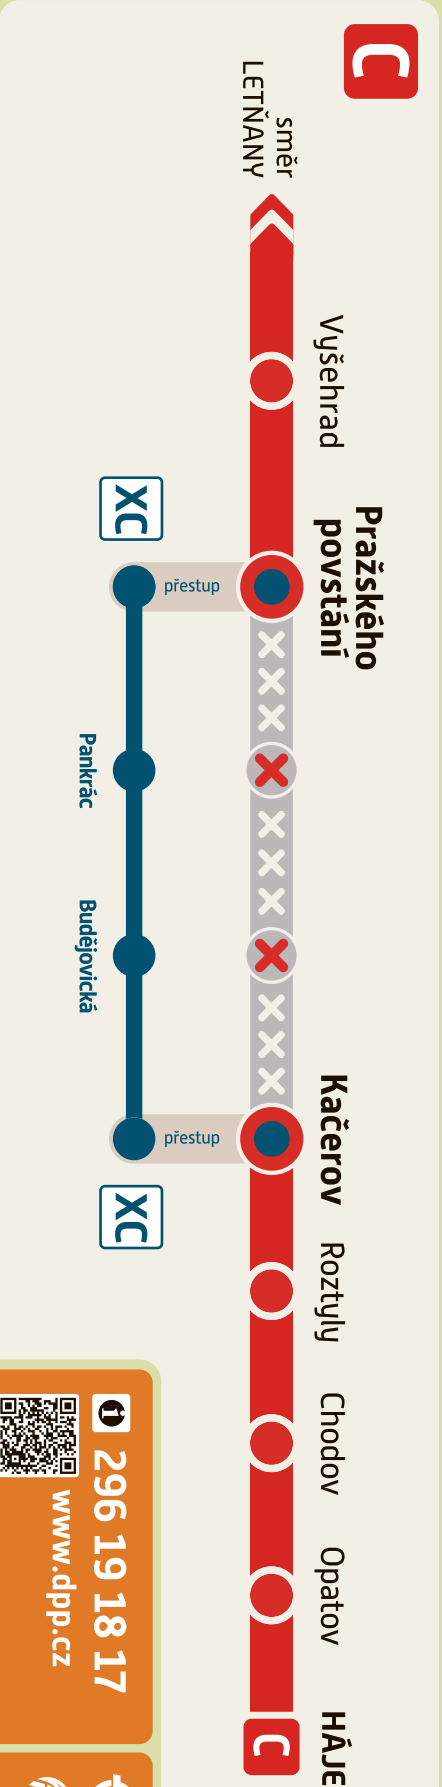 C
směr
LETŇANY
Vyšehrad
Pražského
povstání
Kačerov
Roztyly
Chodov
Opatov
HÁJE
C
XC
přestup
přestup
XC
Pankrác
Budějovická
i 296 19 18 17
www.dpp.cz